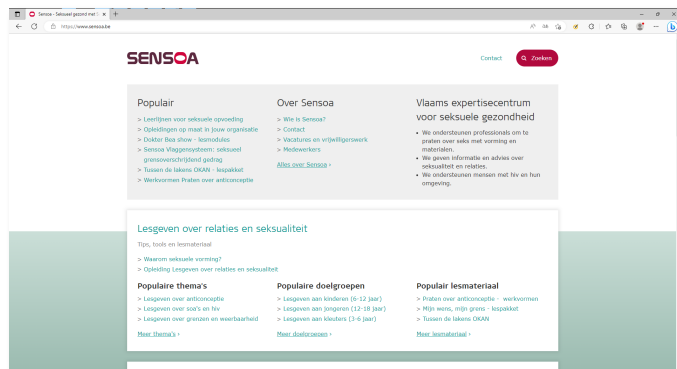 Sensoa - Seksueel gezond met
https://www.sensoa.be
SENSOA
Contact
Zoeken
Populair
> Leerlijnen voor seksuele opvoeding
> Opleidingen op maat in jouw organisatie
> Dokter Bea show - lesmodules
> Sensoa Vlaggensysteem: seksueel
grensoverschrijdend gedrag
> Tussen de lakens OKAN - lespakket
> Werkvormen Praten over anticonceptie
Over Sensoa
> Wie is Sensoa?
> Contact
> Vacatures en vrijwilligerswerk
> Medewerkers
Alles over Sensoa ›
Vlaams expertisecentrum
voor seksuele gezondheid
• We ondersteunen professionals om te
praten over seks met vorming en
materialen.
• We geven informatie en advies over
seksualiteit en relaties.
• We ondersteunen mensen met hiv en hun
omgeving.
Lesgeven over relaties en seksualiteit
Tips, tools en lesmateriaal
> Waarom seksuele vorming?
> Opleiding Lesgeven over relaties en seksualiteit
Populaire thema's
> Lesgeven over anticonceptie
> Lesgeven over soa's en hiv
> Lesgeven over grenzen en weerbaarheid
Meer thema's ›
Populaire doelgroepen
> Lesgeven aan kinderen (6-12 jaar)
> Lesgeven aan jongeren (12-18 jaar)
> Lesgeven aan kleuters (3-6 jaar)
Meer doelgroepen ›
Populair lesmateriaal
> Praten over anticonceptie - werkvormen
> Mijn wens, mijn grens - lespakket
> Tussen de lakens OKAN
Meer lesmateriaal ›